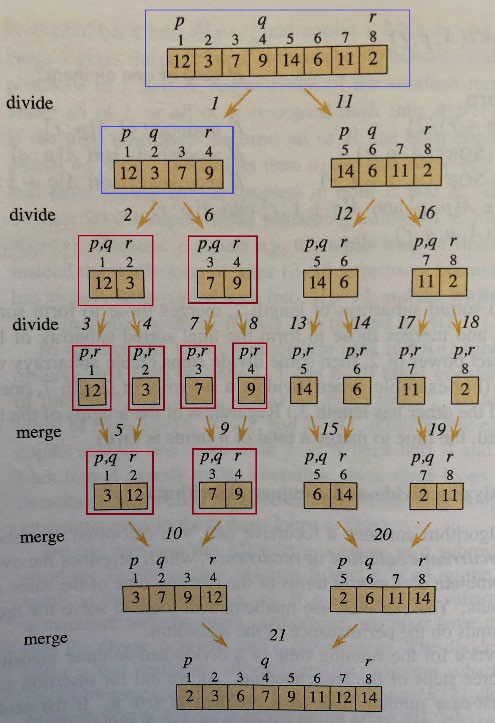 p q r
1 2 3 4 5 6 7 8
12 3 7 9 14 6 11 2
divide 1 11
p q r p q r
1 2 3 4 5 6 7 8
12 3 7 9 14 6 11 2
divide 2 6 12 16
p,q r p,q r p,q r p,q r
1 2 3 4 5 6 7 8
12 3 7 9 14 6 11 2
divide 3 4 7 8 13 14 17 18
p,r p,r p,r p,r p,r p,r p,r p,r
1 2 3 4 5 6 7 8
12 3 7 9 14 6 11 2
merge 5 9 15 19
p,q r p,q r p,q r p,q r
1 2 3 4 5 6 7 8
3 12 7 9 6 14 2 11
merge 10 20
p q r p q r
1 2 3 4 5 6 7 8
3 7 9 12 2 6 11 14
merge 21
p q r
1 2 3 4 5 6 7 8
2 3 6 7 9 11 12 14